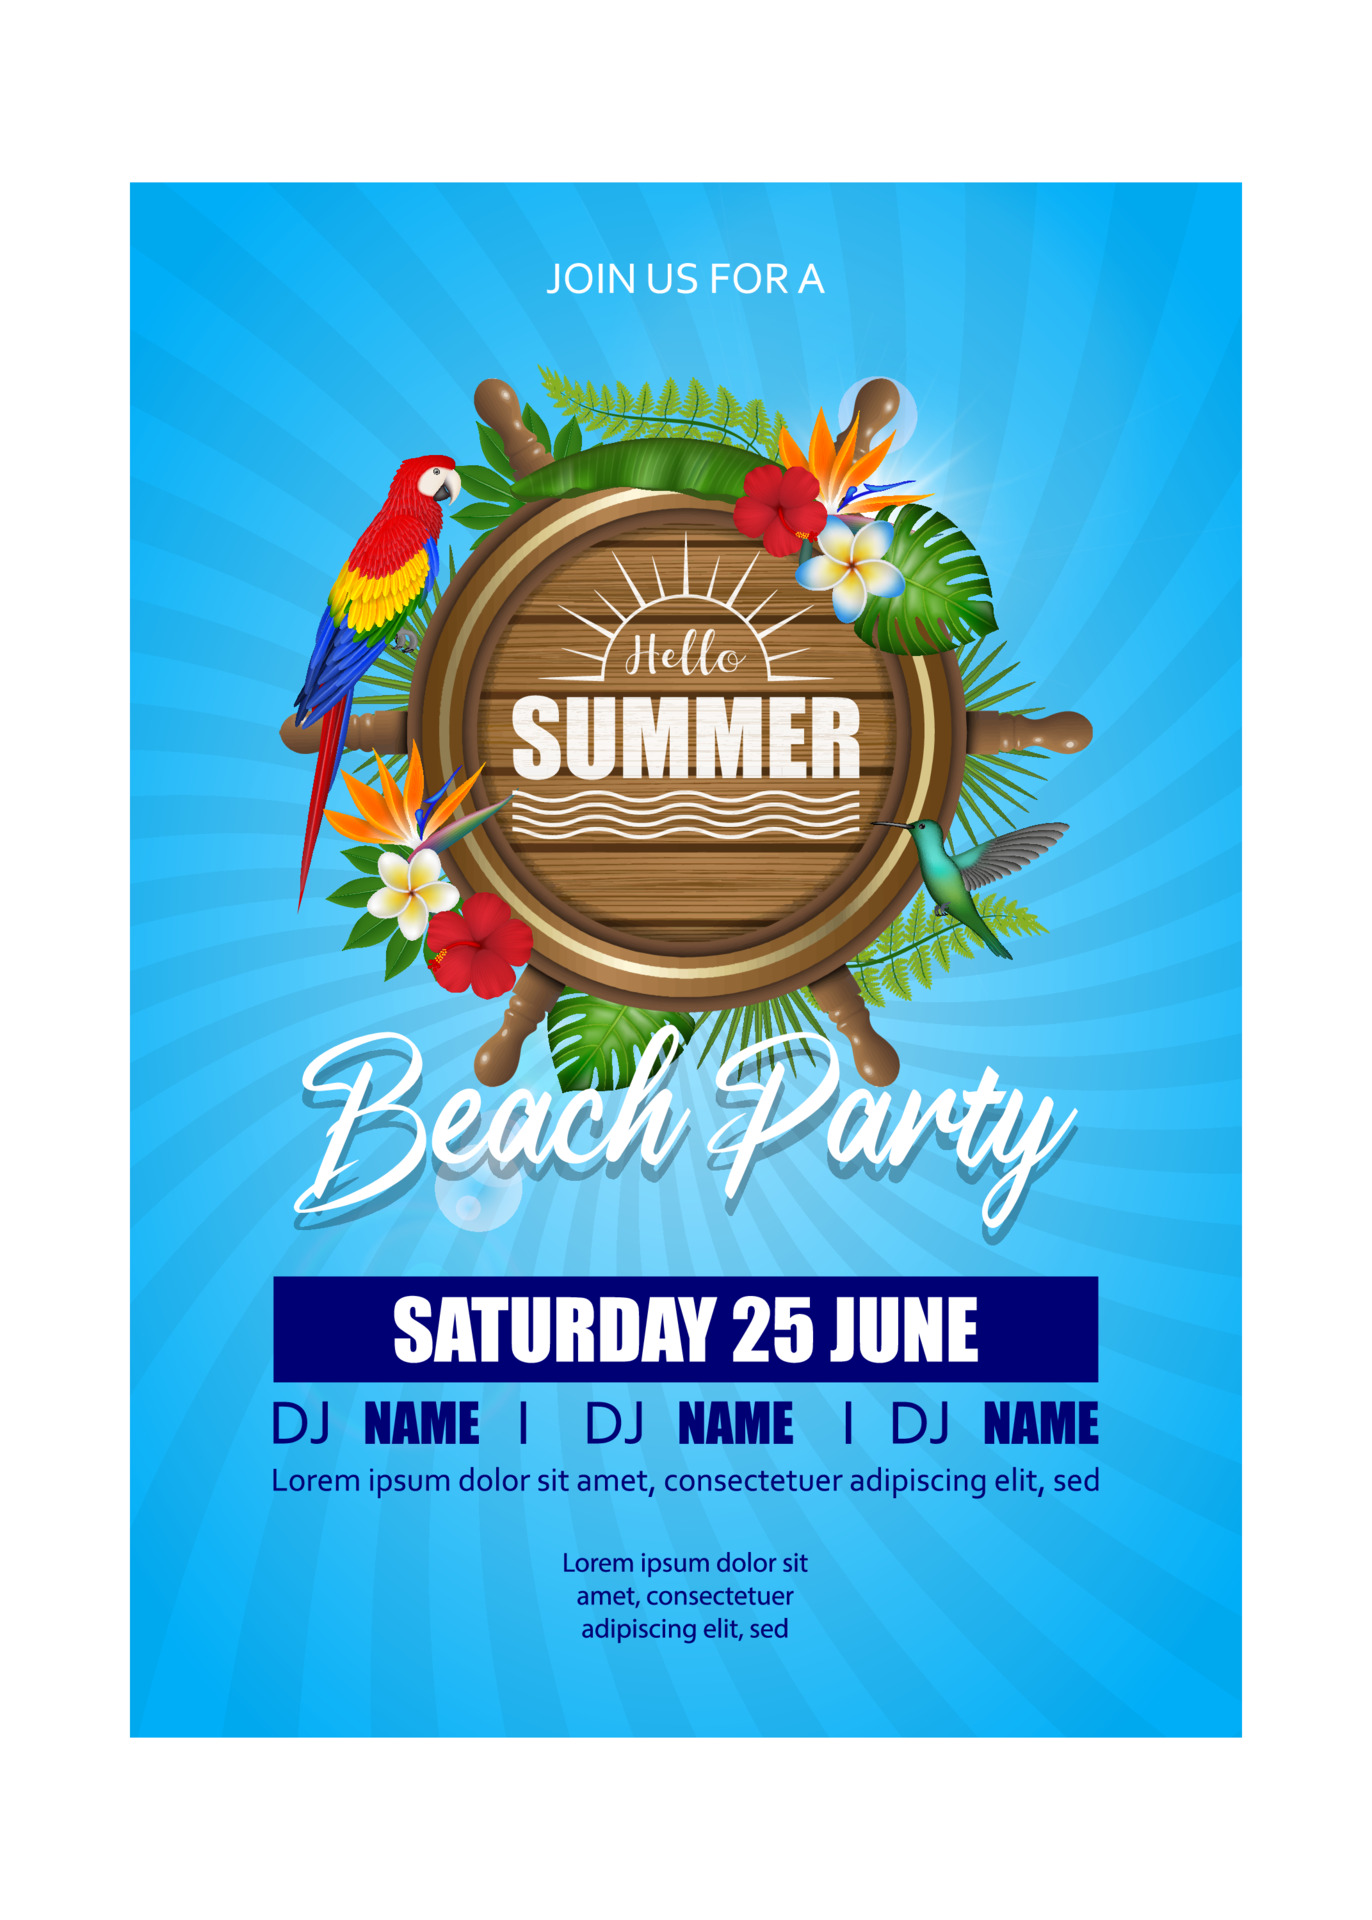 JOIN US FOR A
Hello
SUMMER
Beach Party
SATURDAY 25 JUNE
DJ NAME I DJ NAME I DJ NAME
Lorem ipsum dolor sit amet, consectetuer adipiscing elit, sed
Lorem ipsum dolor sit
amet, consectetuer
adipiscing elit, sed